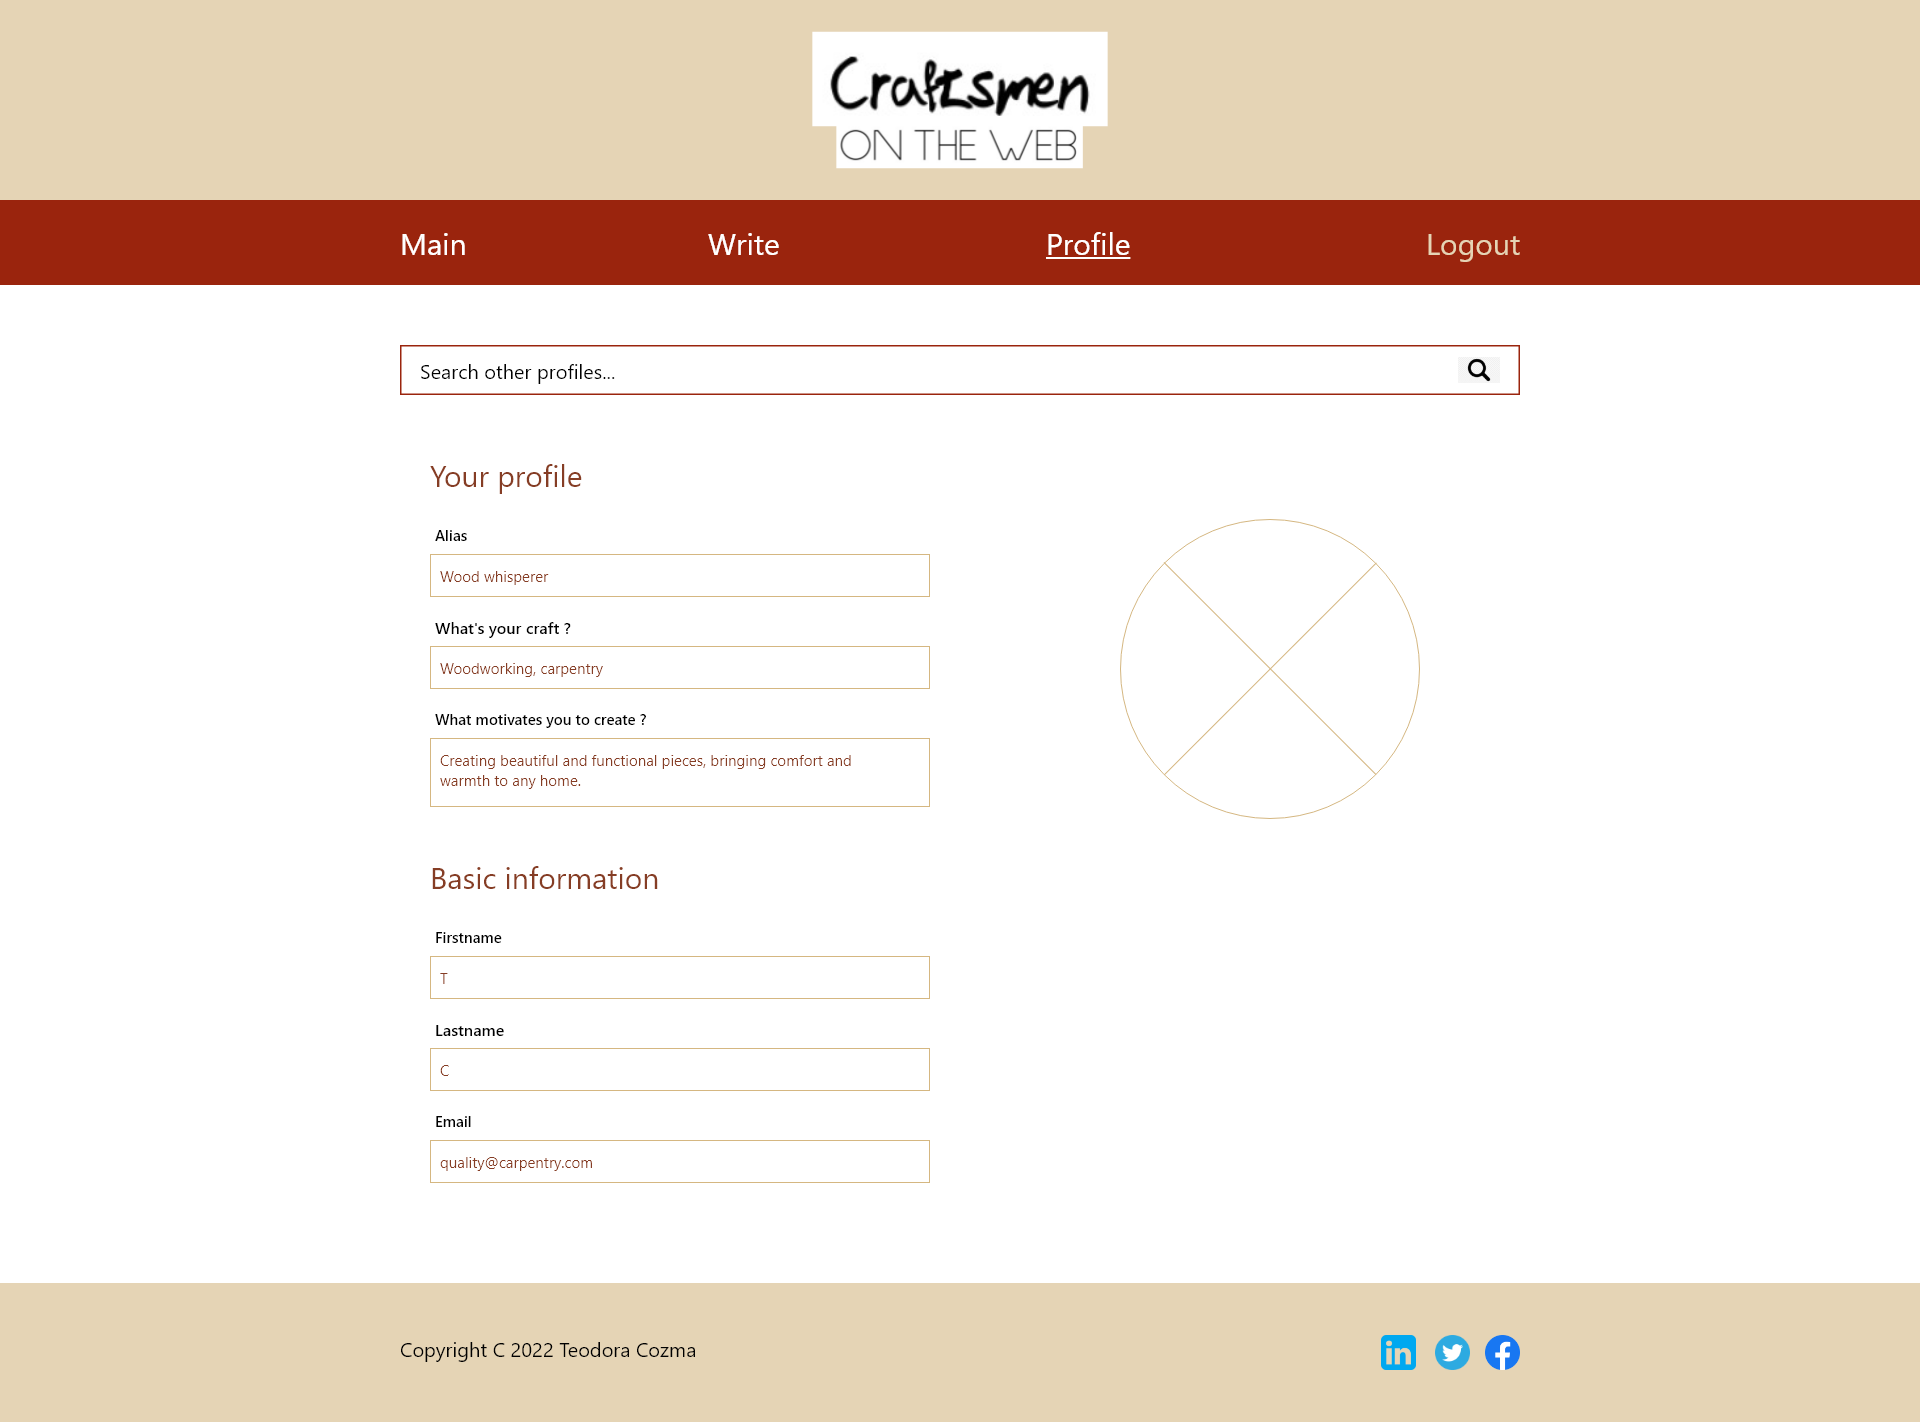 Craftsmen
ON THE WEB
Main
Write
Profile
Logout
Search other profiles...
Your profile
Alias
Wood whisperer
What's your craft ?
Woodworking, carpentry
What motivates you to create ?
Creating beautiful and functional pieces, bringing comfort and
warmth to any home.
Basic information
Firstname
T
Lastname
C
Email
quality@carpentry.com
Copyright C 2022 Teodora Cozma
in